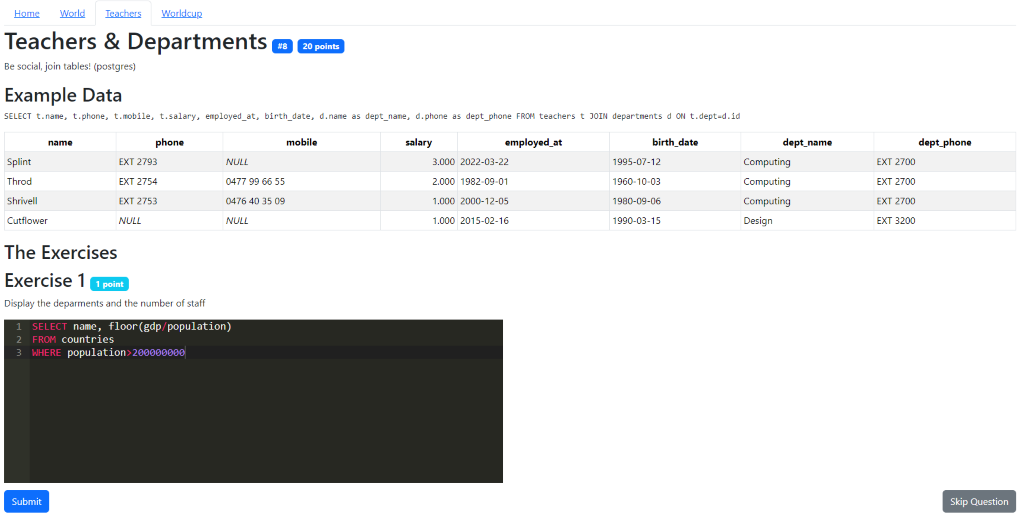 Home World Teachers Worldcup
Teachers & Departments #8 20 points
Be social, join tables! (postgres)
Example Data
SELECT t.name, t.phone, t.mobile, t.salary, employed_at, birth_date, d.name as dept_name, d.phone as dept_phone FROM teachers t JOIN departments d ON t.dept=d.id
name phone mobile salary employed_at birth_date dept_name dept_phone
Splint EXT 2793 NULL 3.000 2022-03-22 1995-07-12 Computing EXT 2700
Throd EXT 2754 0477 99 66 55 2.000 1982-09-01 1960-10-03 Computing EXT 2700
Shrivell EXT 2753 0476 40 35 09 1.000 2000-12-05 1980-09-06 Computing EXT 2700
Cutflower NULL NULL 1.000 2015-02-16 1990-03-15 Design EXT 3200
The Exercises
Exercise 1 1 point
Display the deparments and the number of staff
1 SELECT name, floor(gdp/population)
2 FROM countries
3 WHERE population>200000000
Submit Skip Question